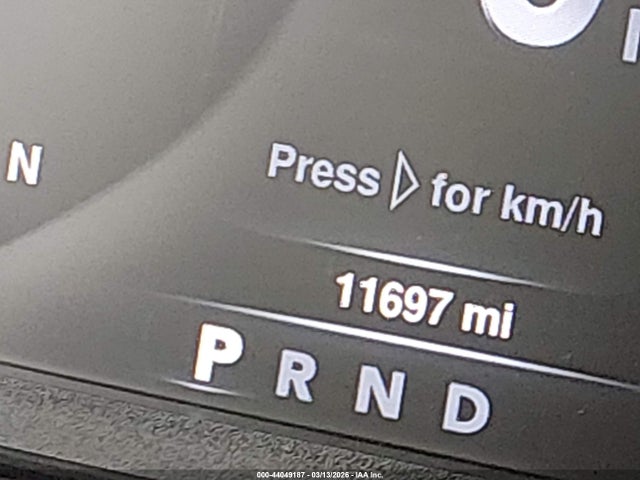 N
Press ▷ for km/h
11697 mi
P R N D
000-44049187 - 03/13/2026 - IAA Inc.